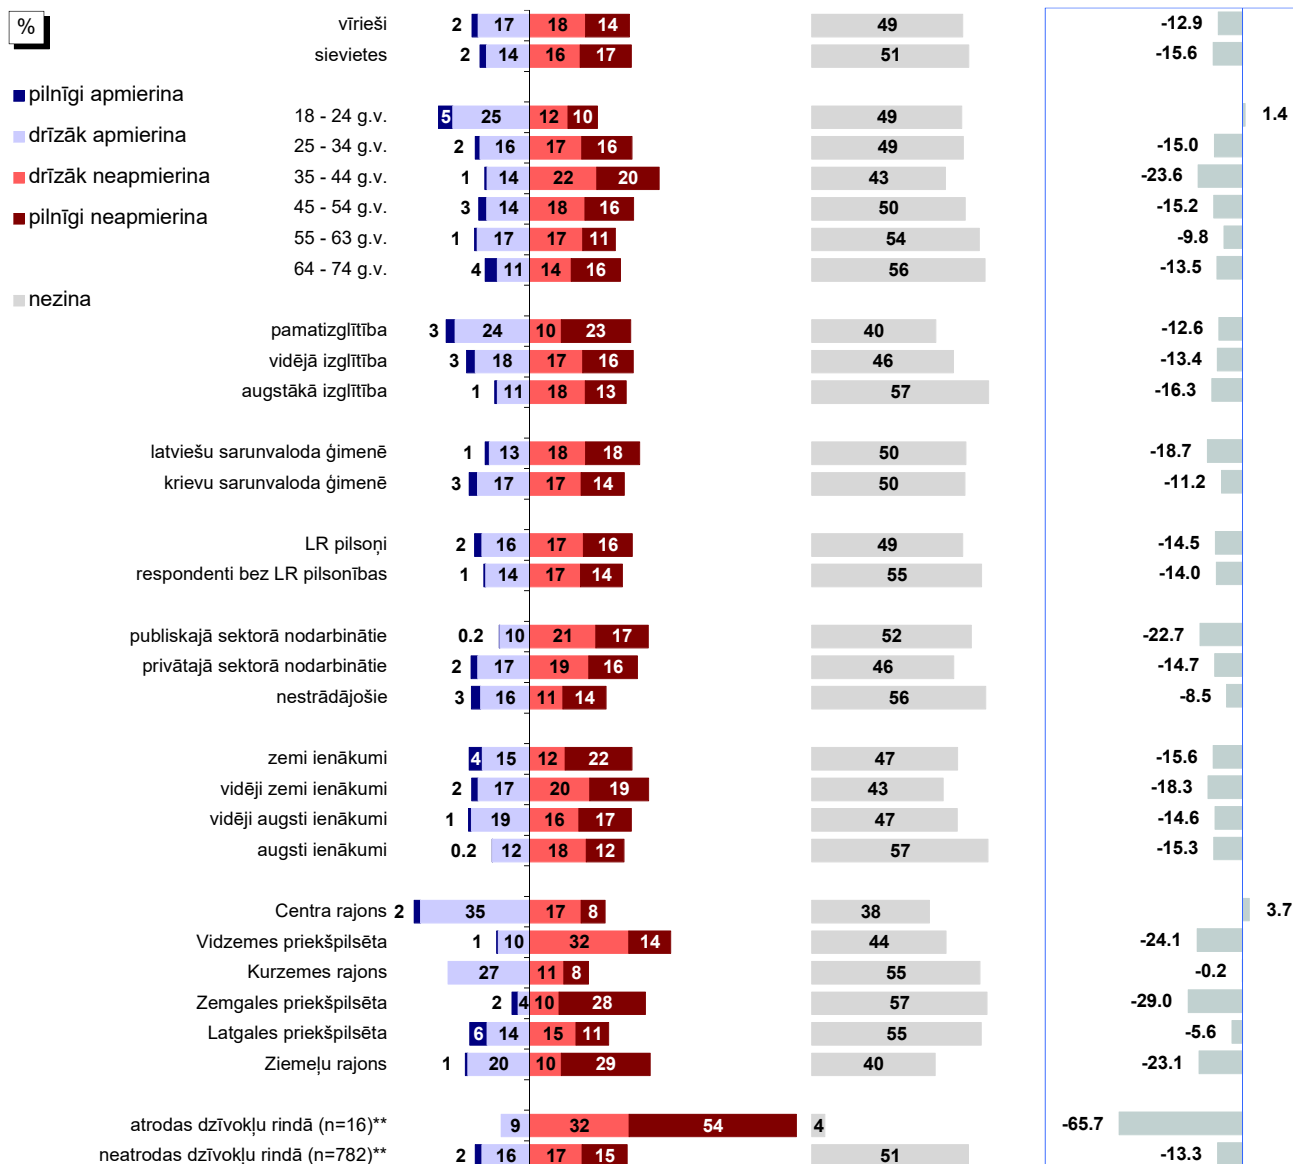 %
pilnīgi apmierina
drīzāk apmierina
drīzāk neapmierina
pilnīgi neapmierina
nezina
vīrieši 2 17 18 14 49 -12.9
sievietes 2 14 16 17 51 -15.6
18 - 24 g.v. 5 25 12 10 49 1.4
25 - 34 g.v. 2 16 17 16 49 -15.0
35 - 44 g.v. 1 14 22 20 43 -23.6
45 - 54 g.v. 3 14 18 16 50 -15.2
55 - 63 g.v. 1 17 17 11 54 -9.8
64 - 74 g.v. 4 11 14 16 56 -13.5
pamatizglītība 3 24 10 23 40 -12.6
vidējā izglītība 3 18 17 16 46 -13.4
augstākā izglītība 1 11 18 13 57 -16.3
latviešu sarunvaloda ģimenē 1 13 18 18 50 -18.7
krievu sarunvaloda ģimenē 3 17 17 14 50 -11.2
LR pilsoņi 2 16 17 16 49 -14.5
respondenti bez LR pilsonības 1 14 17 14 55 -14.0
publiskajā sektorā nodarbinātie 0.2 10 21 17 52 -22.7
privātajā sektorā nodarbinātie 2 17 19 16 46 -14.7
nestrādājošie 3 16 11 14 56 -8.5
zemi ienākumi 4 15 12 22 47 -15.6
vidēji zemi ienākumi 2 17 20 19 43 -18.3
vidēji augsti ienākumi 1 19 16 17 47 -14.6
augsti ienākumi 0.2 12 18 12 57 -15.3
Centra rajons 2 35 17 8 38 3.7
Vidzemes priekšpilsēta 1 10 32 14 44 -24.1
Kurzemes rajons 27 11 8 55 -0.2
Zemgales priekšpilsēta 2 4 10 28 57 -29.0
Latgales priekšpilsēta 6 14 15 11 55 -5.6
Ziemeļu rajons 1 20 10 29 40 -23.1
atrodas dzīvokļu rindā (n=16)** 9 32 54 4 -65.7
neatrodas dzīvokļu rindā (n=782)** 2 16 17 15 51 -13.3